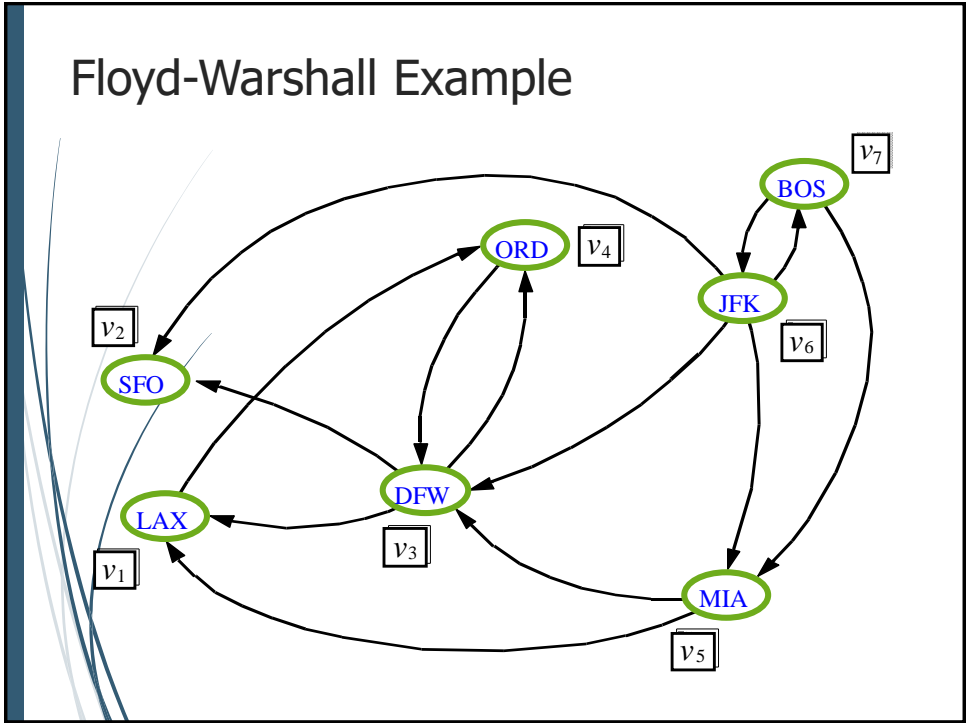 Floyd-Warshall Example
v7
BOS
ORD
v4
JFK
v2
v6
SFO
DFW
LAX
v3
v1
MIA
v5